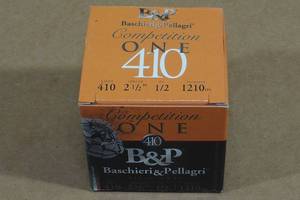 B&P
Baschieri & Pellagri
Competition
ONE
410
410 2 ½" 1/2 1210
Competition
ONE
410
B&P
Baschieri & Pellagri